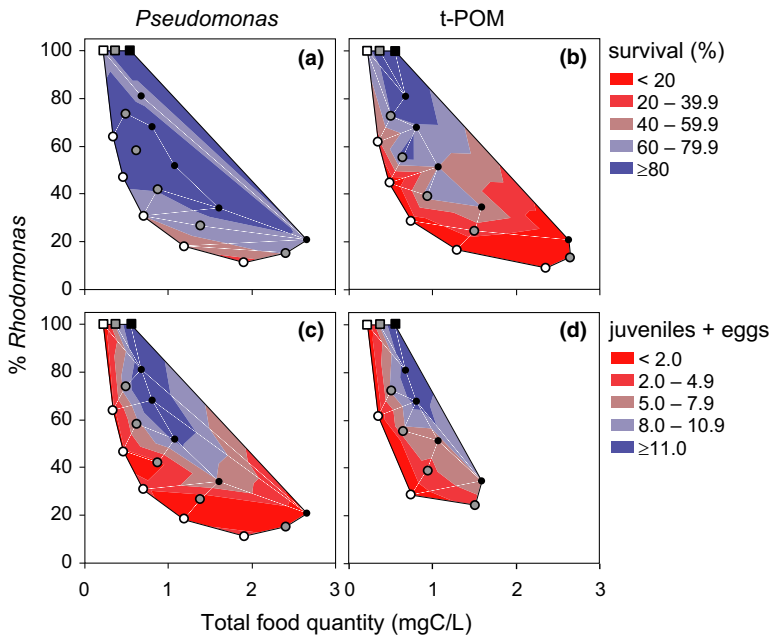 Pseudomonas
t-POM
(a)
(b)
100
80
60
40
20
0
survival (%)
< 20
20 – 39.9
40 – 59.9
60 – 79.9
≥80
% Rhodomonas
(c)
(d)
100
80
60
40
20
0
juveniles + eggs
< 2.0
2.0 – 4.9
5.0 – 7.9
8.0 – 10.9
≥11.0
0 1 2 3 1 2 3
Total food quantity (mgC/L)